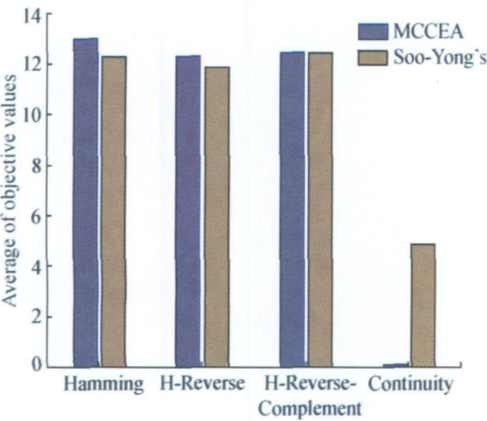 14
12
10
8
6
4
2
0
Average of objective values
MCCEA
Soo-Yong's
Hamming
H-Reverse
H-Reverse-
Complement
Continuity